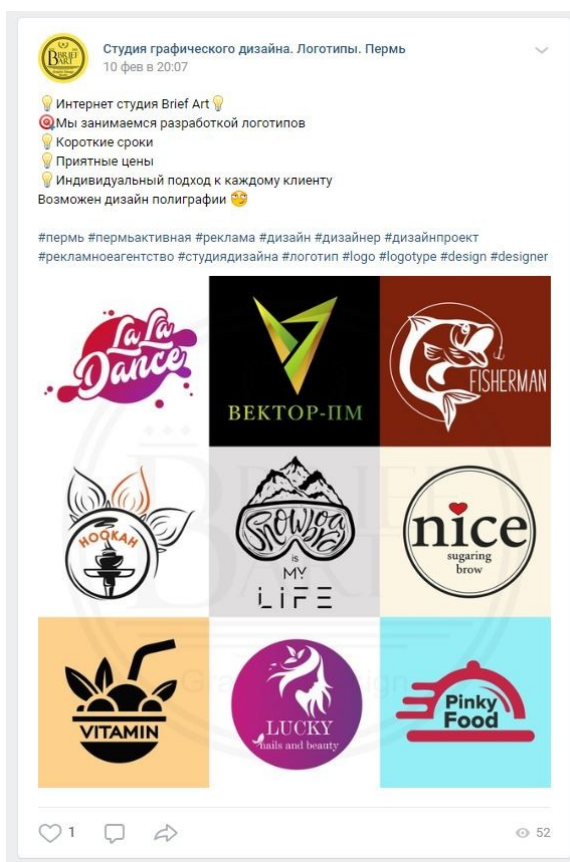 BRIEF
ART
Студия графического дизайна. Логотипы. Пермь
10 фев в 20:07
Интернет студия Brief Art
Мы занимаемся разработкой логотипов
Короткие сроки
Приятные цены
Индивидуальный подход к каждому клиенту
Возможен дизайн полиграфии
#пермь #пермьактивная #реклама #дизайн #дизайнер #дизайнпроект
#рекламноеагентство #студиядизайна #логотип #logo #logotype #design #designer
La La
Dance
ВЕКТОР-ПМ
FISHERMAN
HOOKAH
Snowboard
is
MY
LIFE
nice
sugaring
brow
VITAMIN
LUCKY
nails and beauty
Pinky
Food
1
52